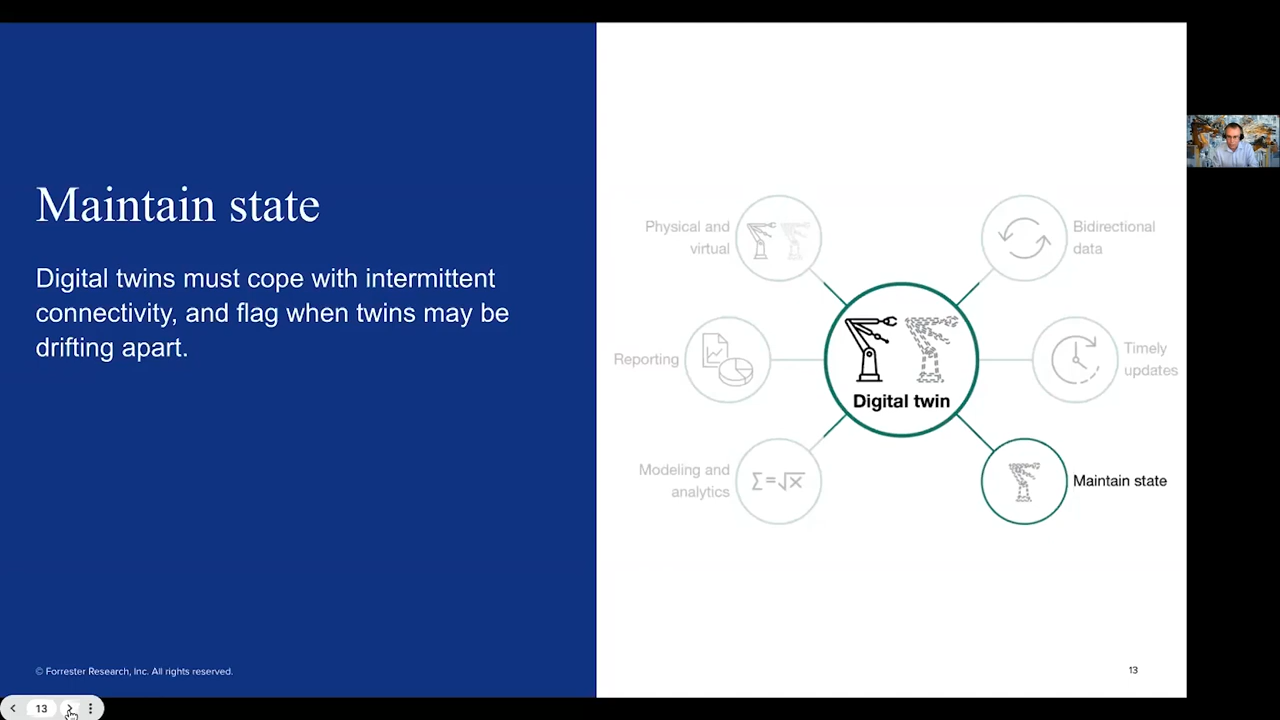 Maintain state
Digital twins must cope with intermittent
connectivity, and flag when twins may be
drifting apart.
Physical and
virtual
Bidirectional
data
Reporting
Timely
updates
Digital twin
Modeling and
analytics
Σ=√x
Maintain state
© Forrester Research, Inc. All rights reserved.
13
13